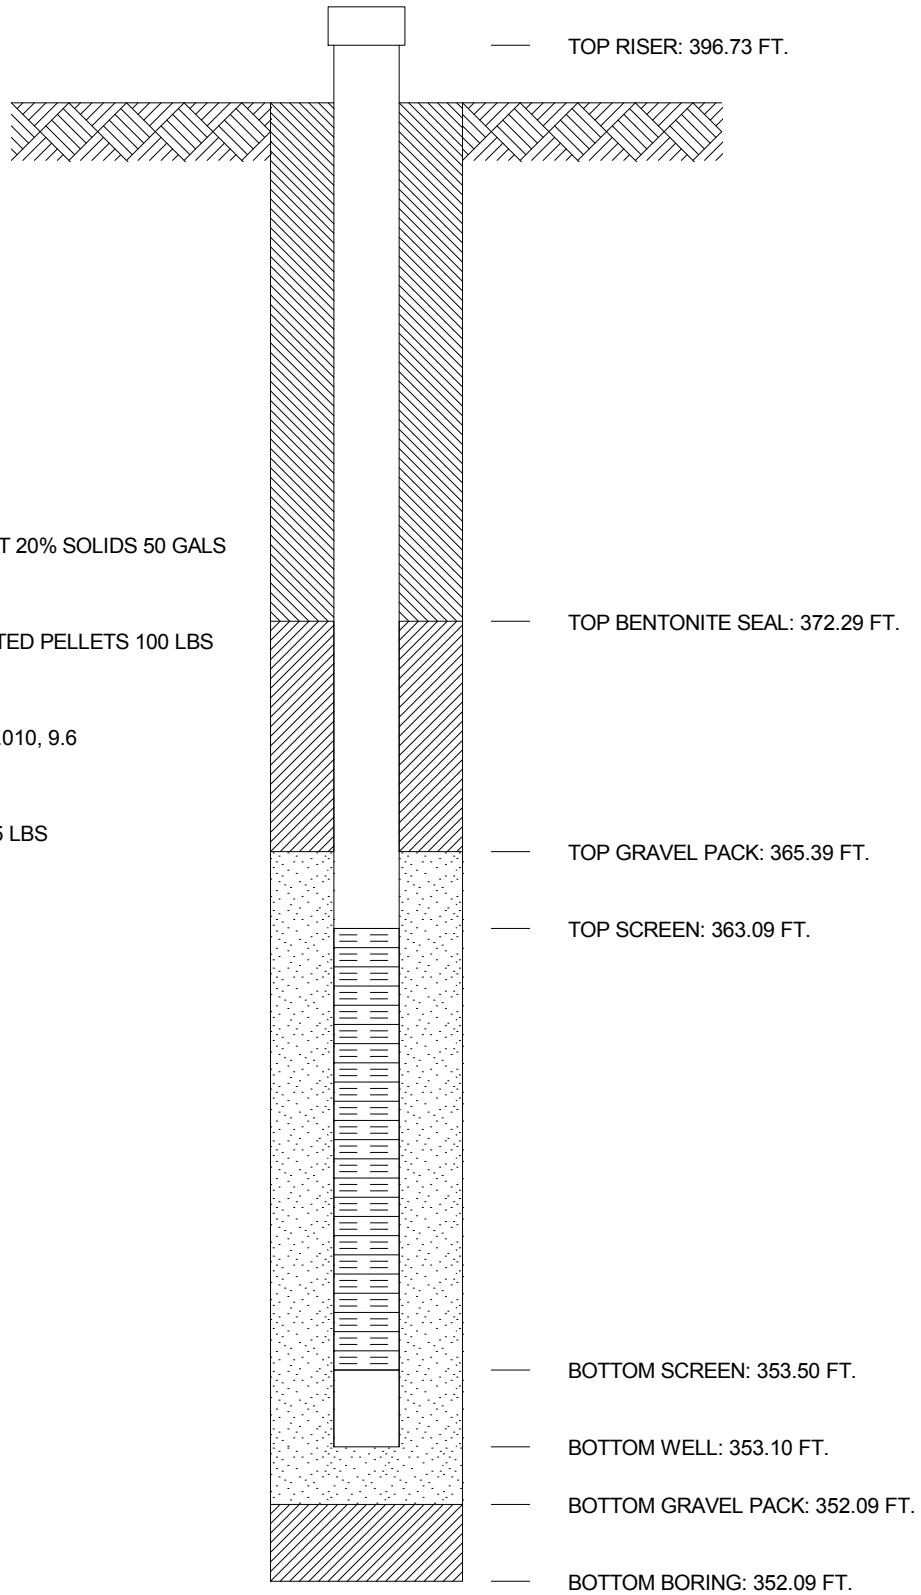 TOP RISER: 396.73 FT.
T 20% SOLIDS 50 GALS
TOP BENTONITE SEAL: 372.29 FT.
TED PELLETS 100 LBS
.010, 9.6
5 LBS
TOP GRAVEL PACK: 365.39 FT.
TOP SCREEN: 363.09 FT.
BOTTOM SCREEN: 353.50 FT.
BOTTOM WELL: 353.10 FT.
BOTTOM GRAVEL PACK: 352.09 FT.
BOTTOM BORING: 352.09 FT.